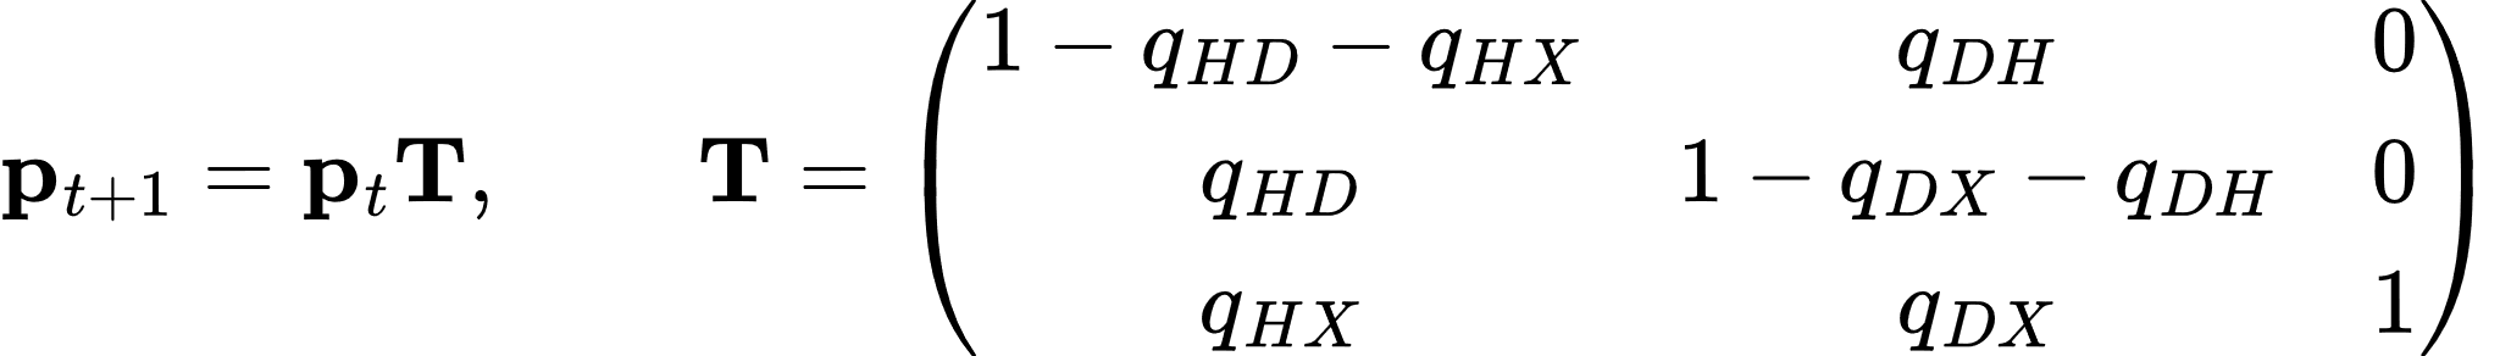 1 − q_{HD} − q_{HX} q_{DH} 0
p_{t+1} = p_t T, T = ( q_{HD} 1 − q_{DX} − q_{DH} 0 )
q_{HX} q_{DX} 1